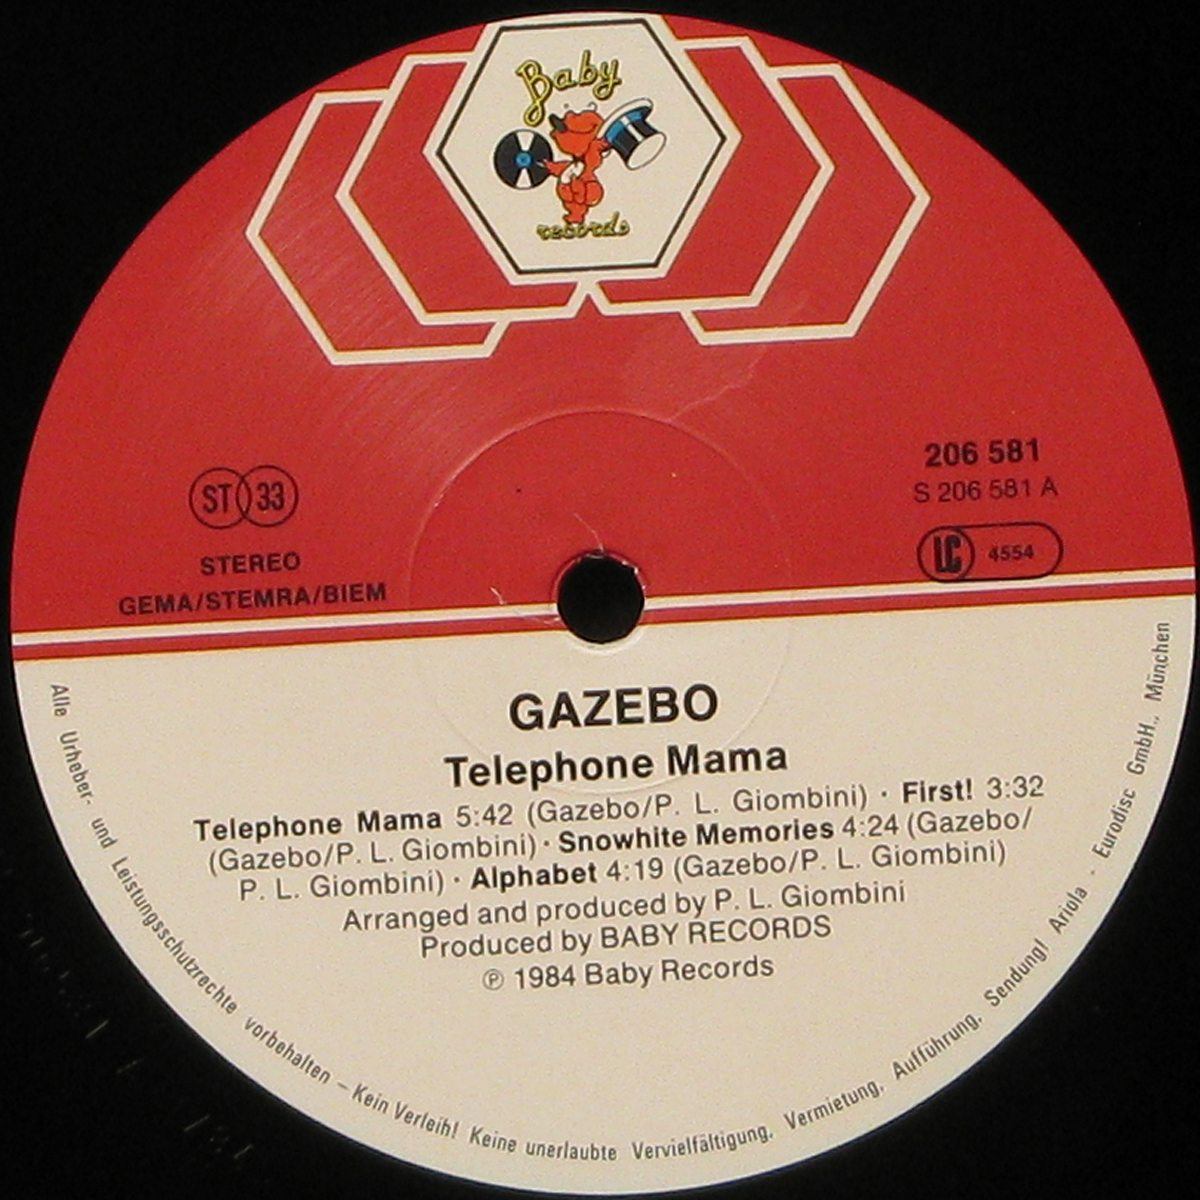 Baby
records
206 581
S 206 581 A
ST 33
LC 4554
STEREO
GEMA/STEMRA/BIEM
GAZEBO
Telephone Mama
Telephone Mama 5:42 (Gazebo/P. L. Giombini) · First! 3:32
(Gazebo/P. L. Giombini) · Snowhite Memories 4:24 (Gazebo/
P. L. Giombini) · Alphabet 4:19 (Gazebo/P. L. Giombini)
Arranged and produced by P. L. Giombini
Produced by BABY RECORDS
℗ 1984 Baby Records
Alle Urheber- und Leistungsschutzrechte vorbehalten – Kein Verleih! Keine unerlaubte Vervielfältigung, Vermietung, Aufführung, Sendung! Ariola - Eurodisc GmbH., München